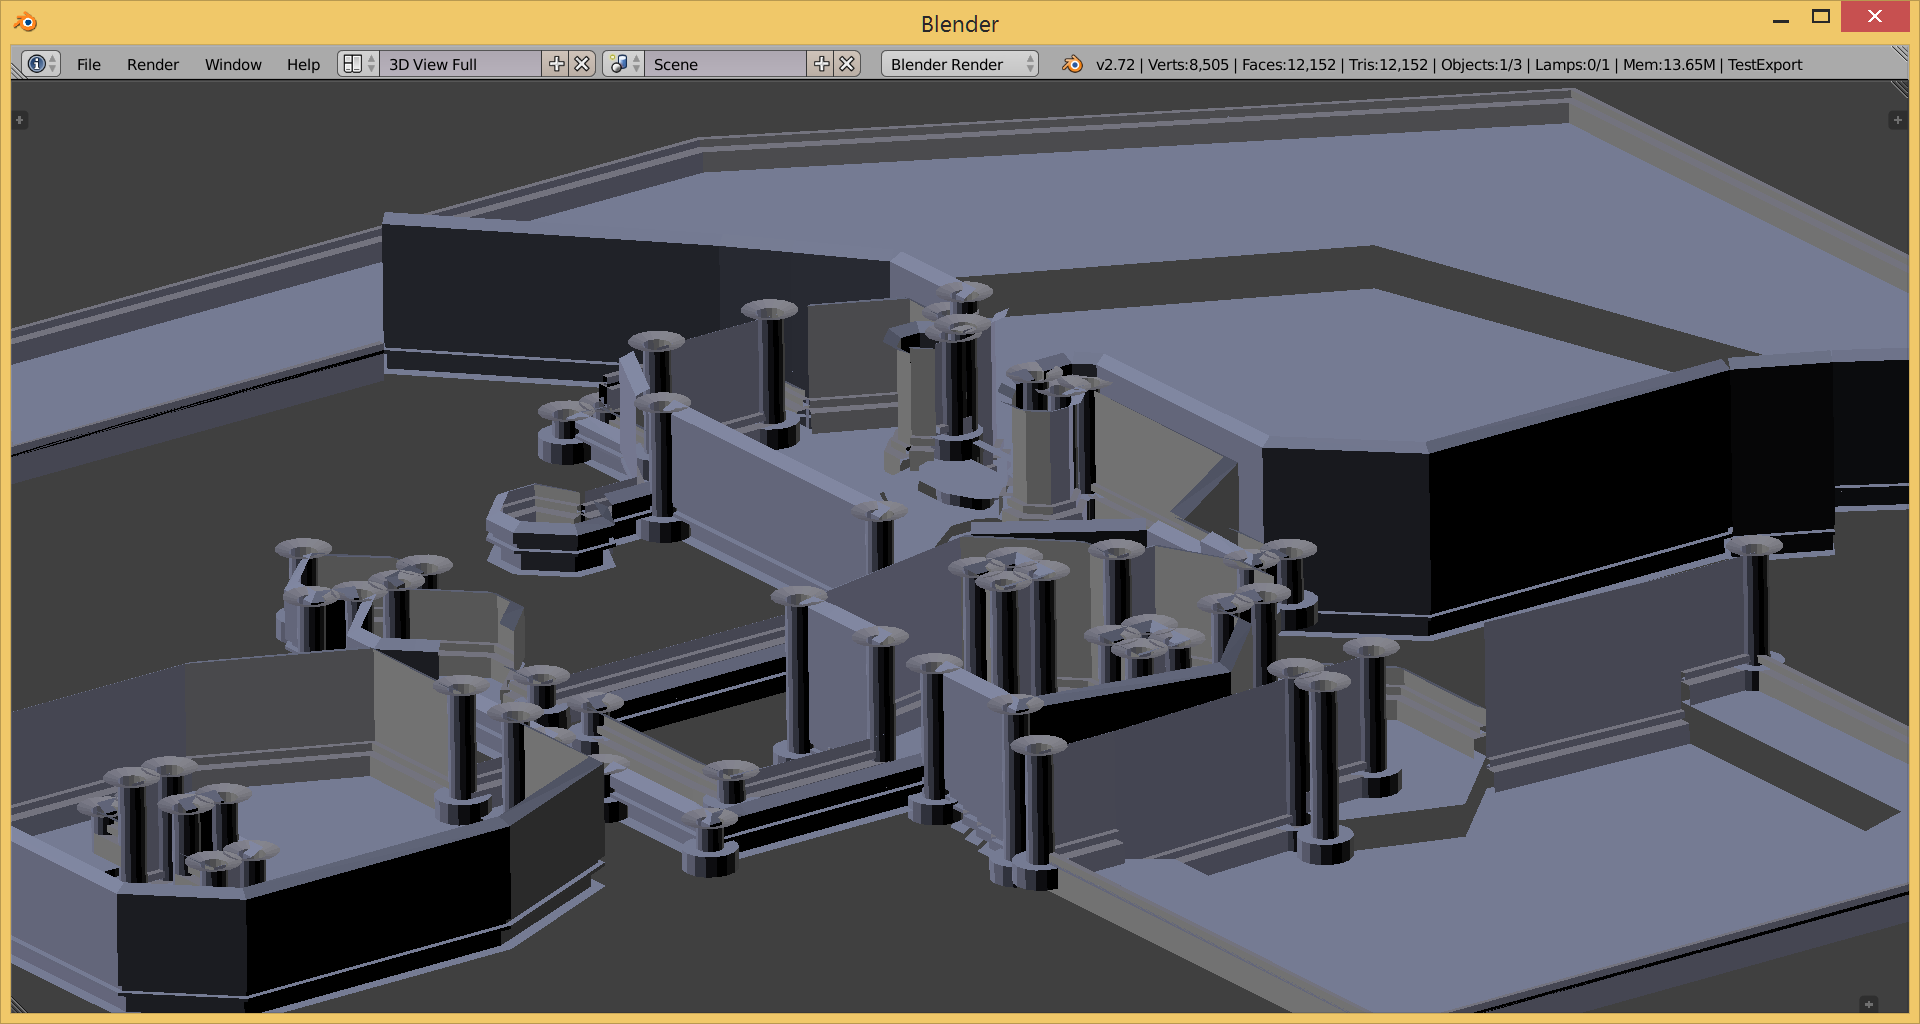 Blender
File Render Window Help 3D View Full Scene Blender Render v2.72 | Verts:8,505 | Faces:12,152 | Tris:12,152 | Objects:1/3 | Lamps:0/1 | Mem:13.65M | TestExport